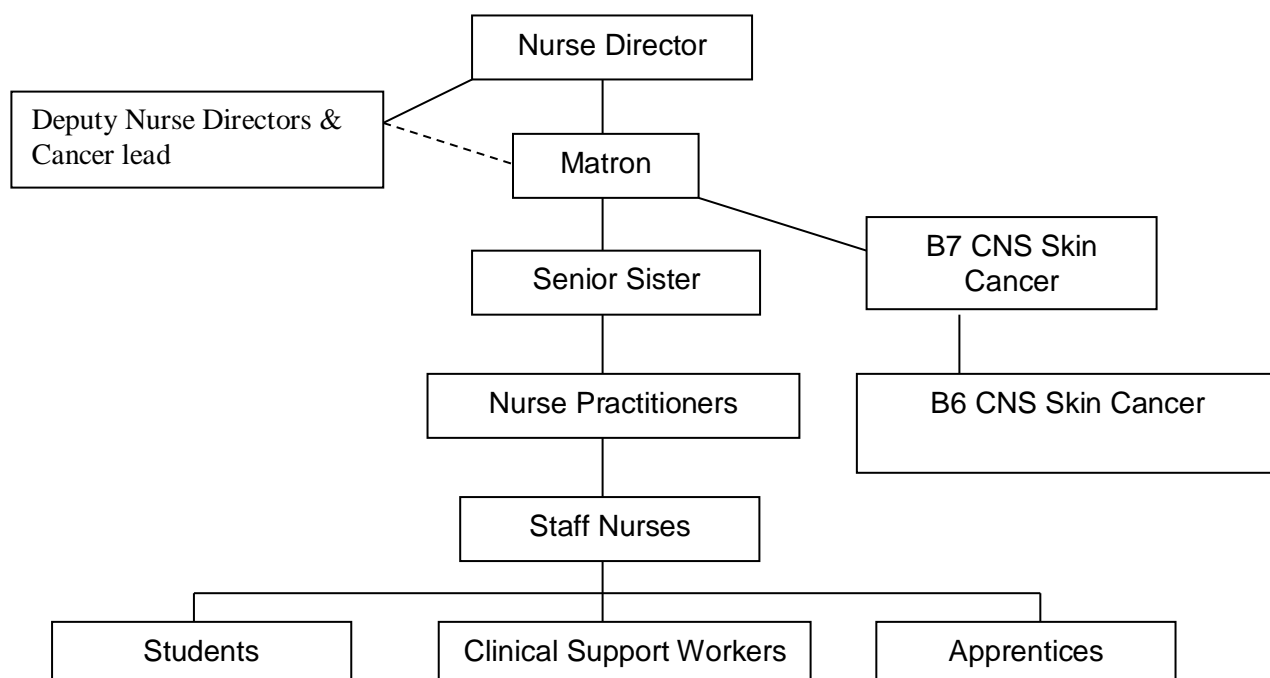 Nurse Director
Deputy Nurse Directors &
Cancer lead
Matron
B7 CNS Skin
Cancer
Senior Sister
Nurse Practitioners
B6 CNS Skin Cancer
Staff Nurses
Students
Clinical Support Workers
Apprentices